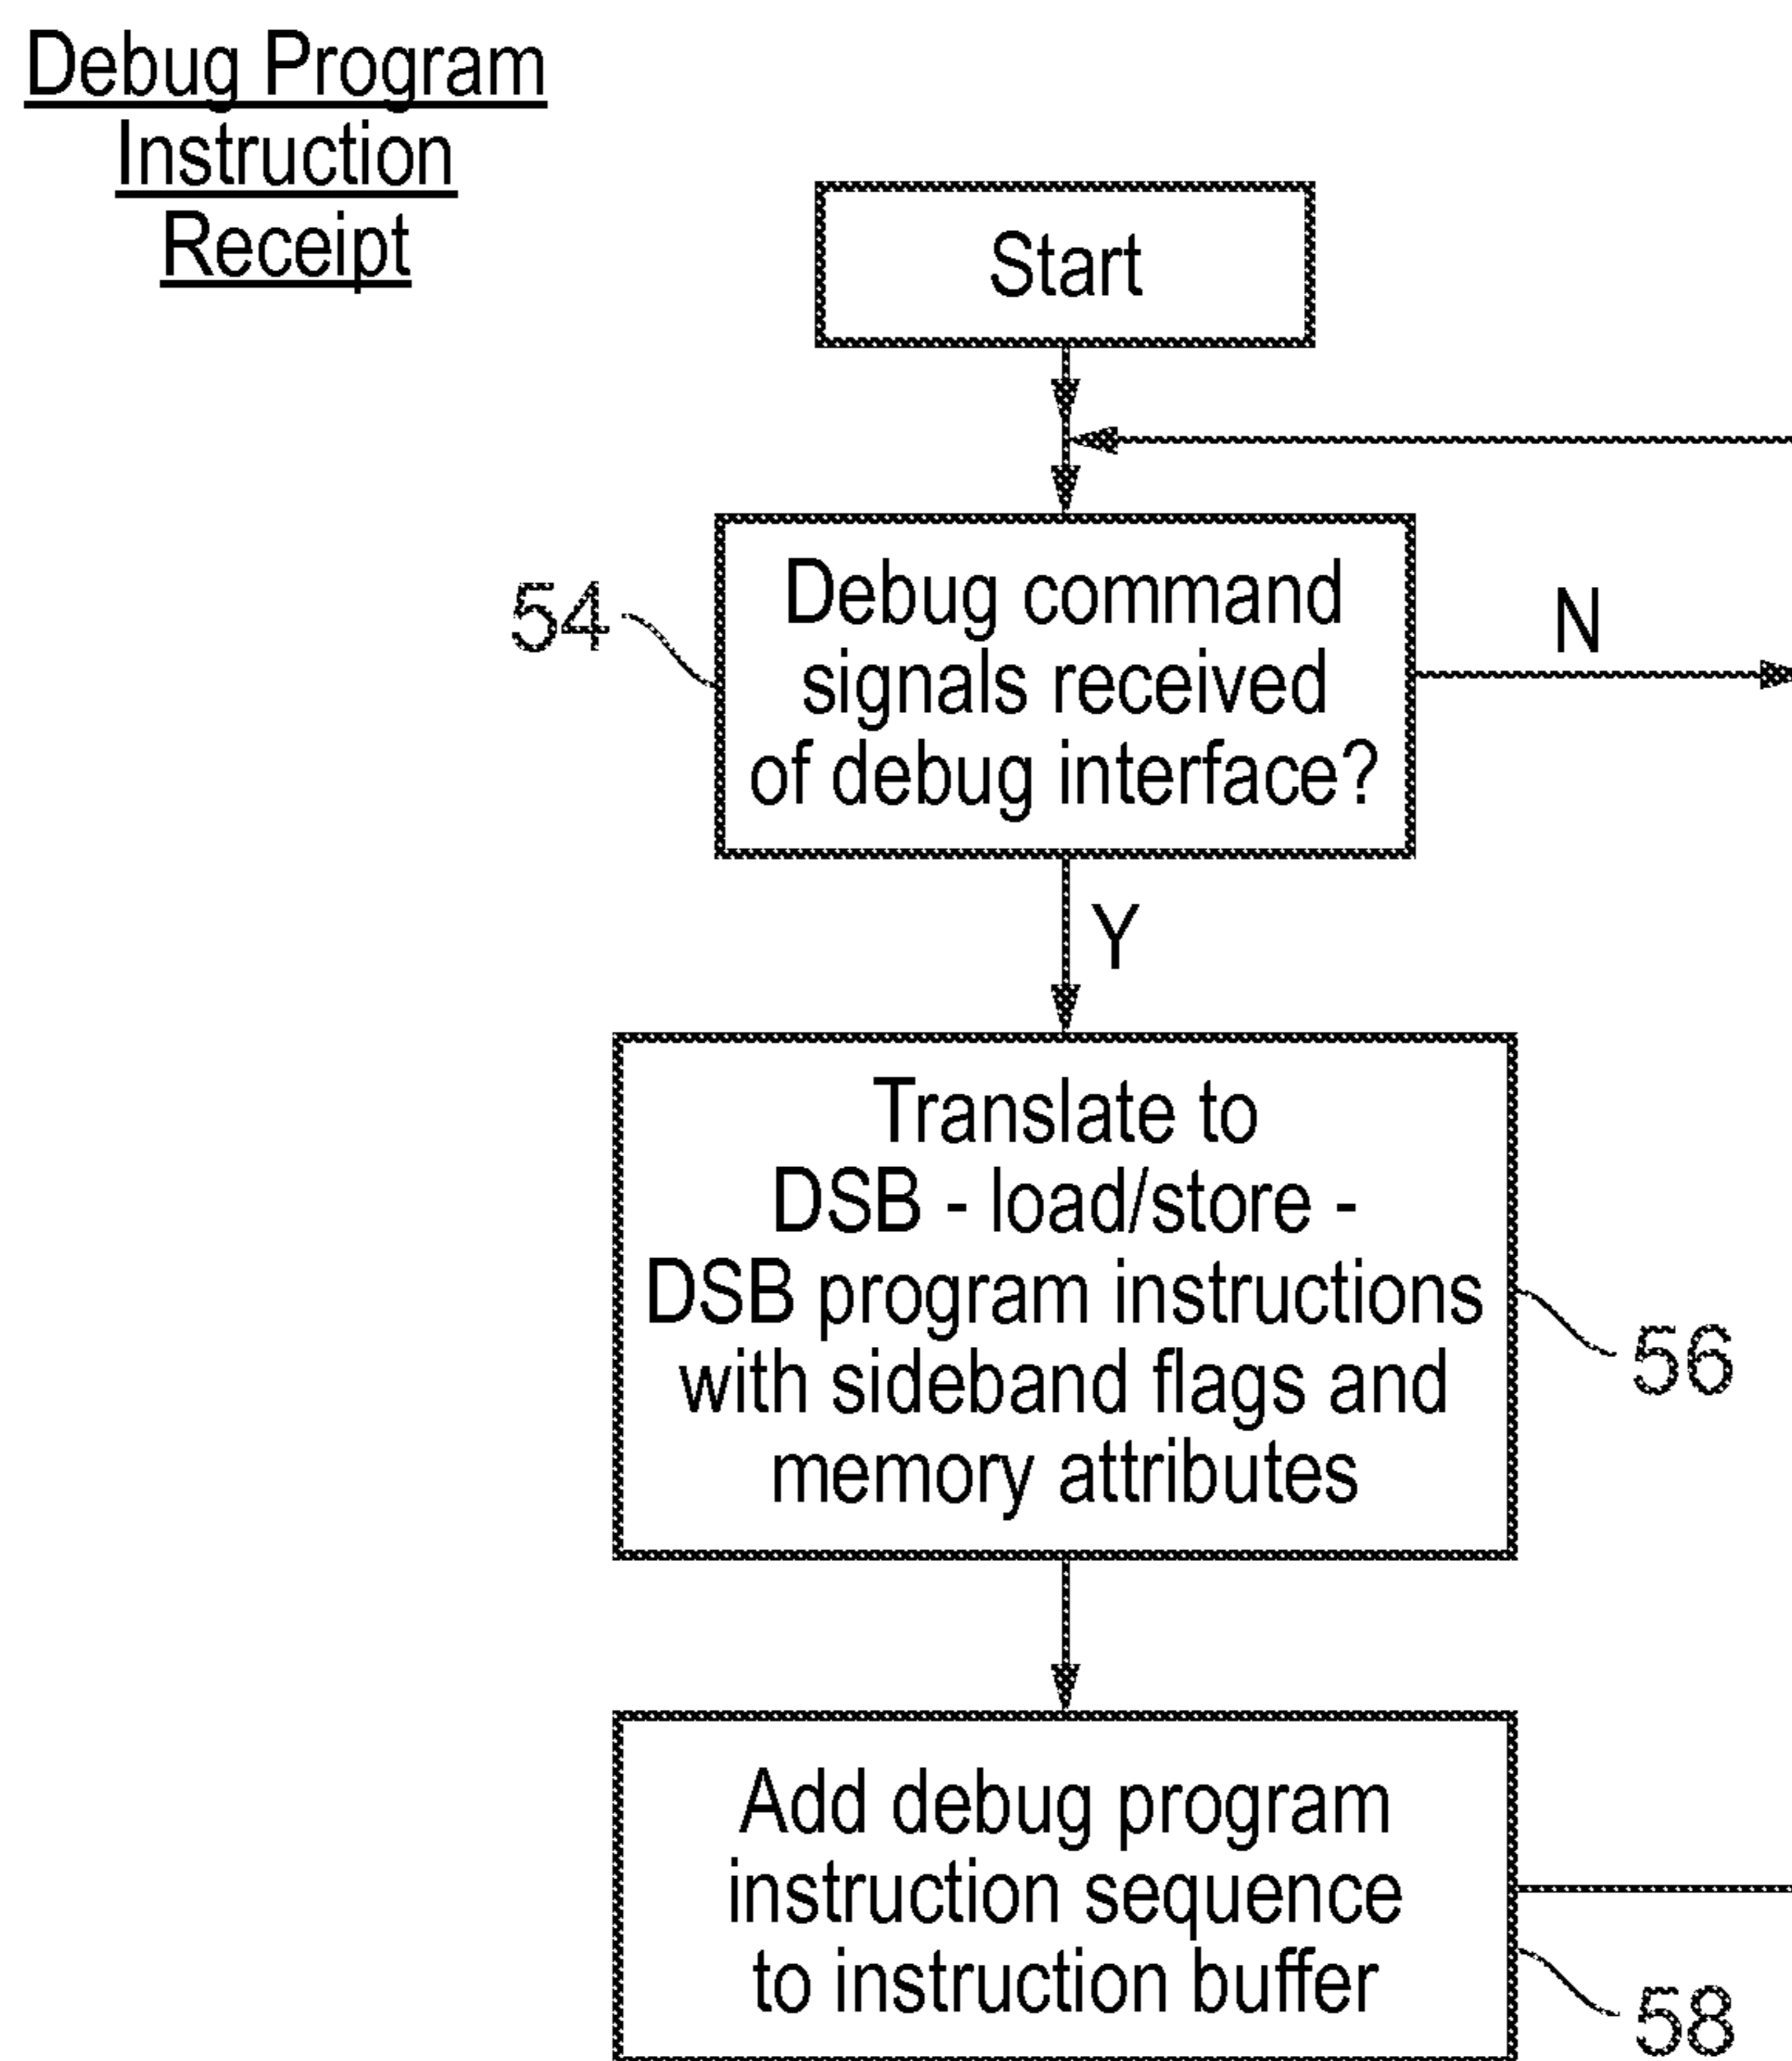 Debug Program
Instruction
Receipt
Start
54
Debug command
signals received
of debug interface?
N
Y
Translate to
DSB - load/store -
DSB program instructions
with sideband flags and
memory attributes
56
Add debug program
instruction sequence
to instruction buffer
58